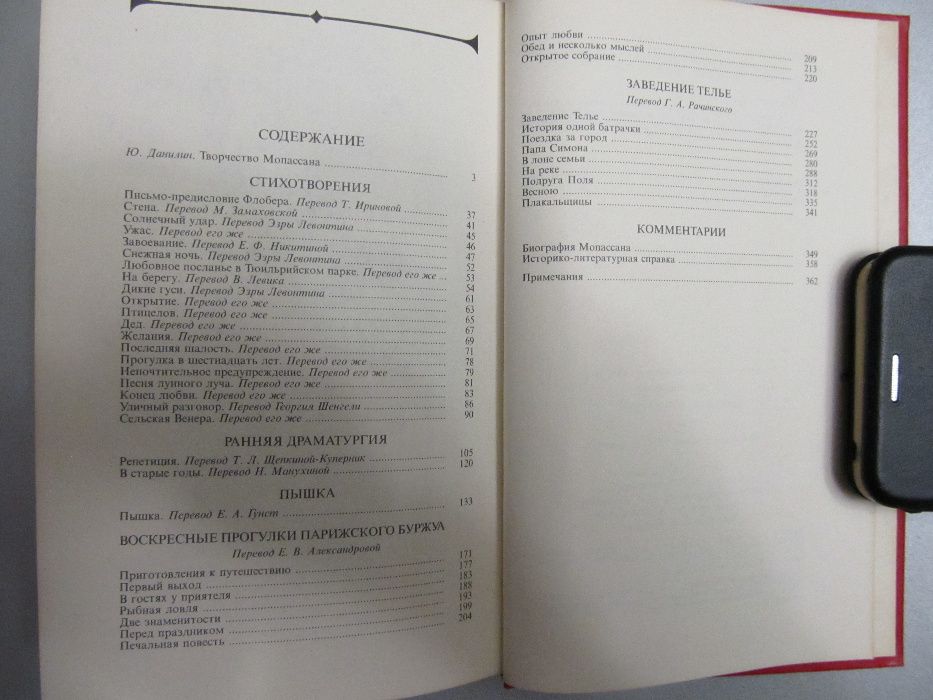 СОДЕРЖАНИЕ
Ю. Данилин. Творчество Мопассана 3
СТИХОТВОРЕНИЯ
Письмо-предисловие Флобера. Перевод Т. Ириновой 37
Стена. Перевод М. Замаховской 41
Солнечный удар. Перевод Эзры Левонтина 45
Ужас. Перевод его же 46
Завоевание. Перевод Е. Ф. Никитиной 47
Снежная ночь. Перевод Эзры Левонтина 52
Любовное посланье в Тюильрийском парке. Перевод его же 53
На берегу. Перевод В. Левика 54
Дикие гуси. Перевод Эзры Левонтина 61
Открытие. Перевод его же 63
Птицелов. Перевод его же 65
Дед. Перевод его же 67
Желания. Перевод его же 69
Последняя шалость. Перевод его же 71
Прогулка в шестнадцать лет. Перевод его же 78
Непочтительное предупреждение. Перевод его же 79
Песня лунного луча. Перевод его же 81
Конец любви. Перевод его же 83
Уличный разговор. Перевод Георгия Шенгели 86
Сельская Венера. Перевод его же 90
РАННЯЯ ДРАМАТУРГИЯ
Репетиция. Перевод Т. Л. Щепкиной-Куперник 105
В старые годы. Перевод Н. Манухиной 120
ПЫШКА
Пышка. Перевод Е. А. Гунст 133
ВОСКРЕСНЫЕ ПРОГУЛКИ ПАРИЖСКОГО БУРЖУА
Перевод Е. В. Александровой
Приготовления к путешествию 171
Первый выход 177
В гостях у приятеля 183
Рыбная ловля 188
Две знаменитости 193
Перед праздником 199
Печальная повесть 204
Опыт любви 209
Обед и несколько мыслей 213
Открытое собрание 220
ЗАВЕДЕНИЕ ТЕЛЬЕ
Перевод Г. А. Рачинского
Заведение Телье 227
История одной батрачки 252
Поездка за город 269
Папа Симона 280
В лоне семьи 288
На реке 312
Подруга Поля 318
Весною 335
Плакальщицы 341
КОММЕНТАРИИ
Биография Мопассана 349
Историко-литературная справка 358
Примечания 362